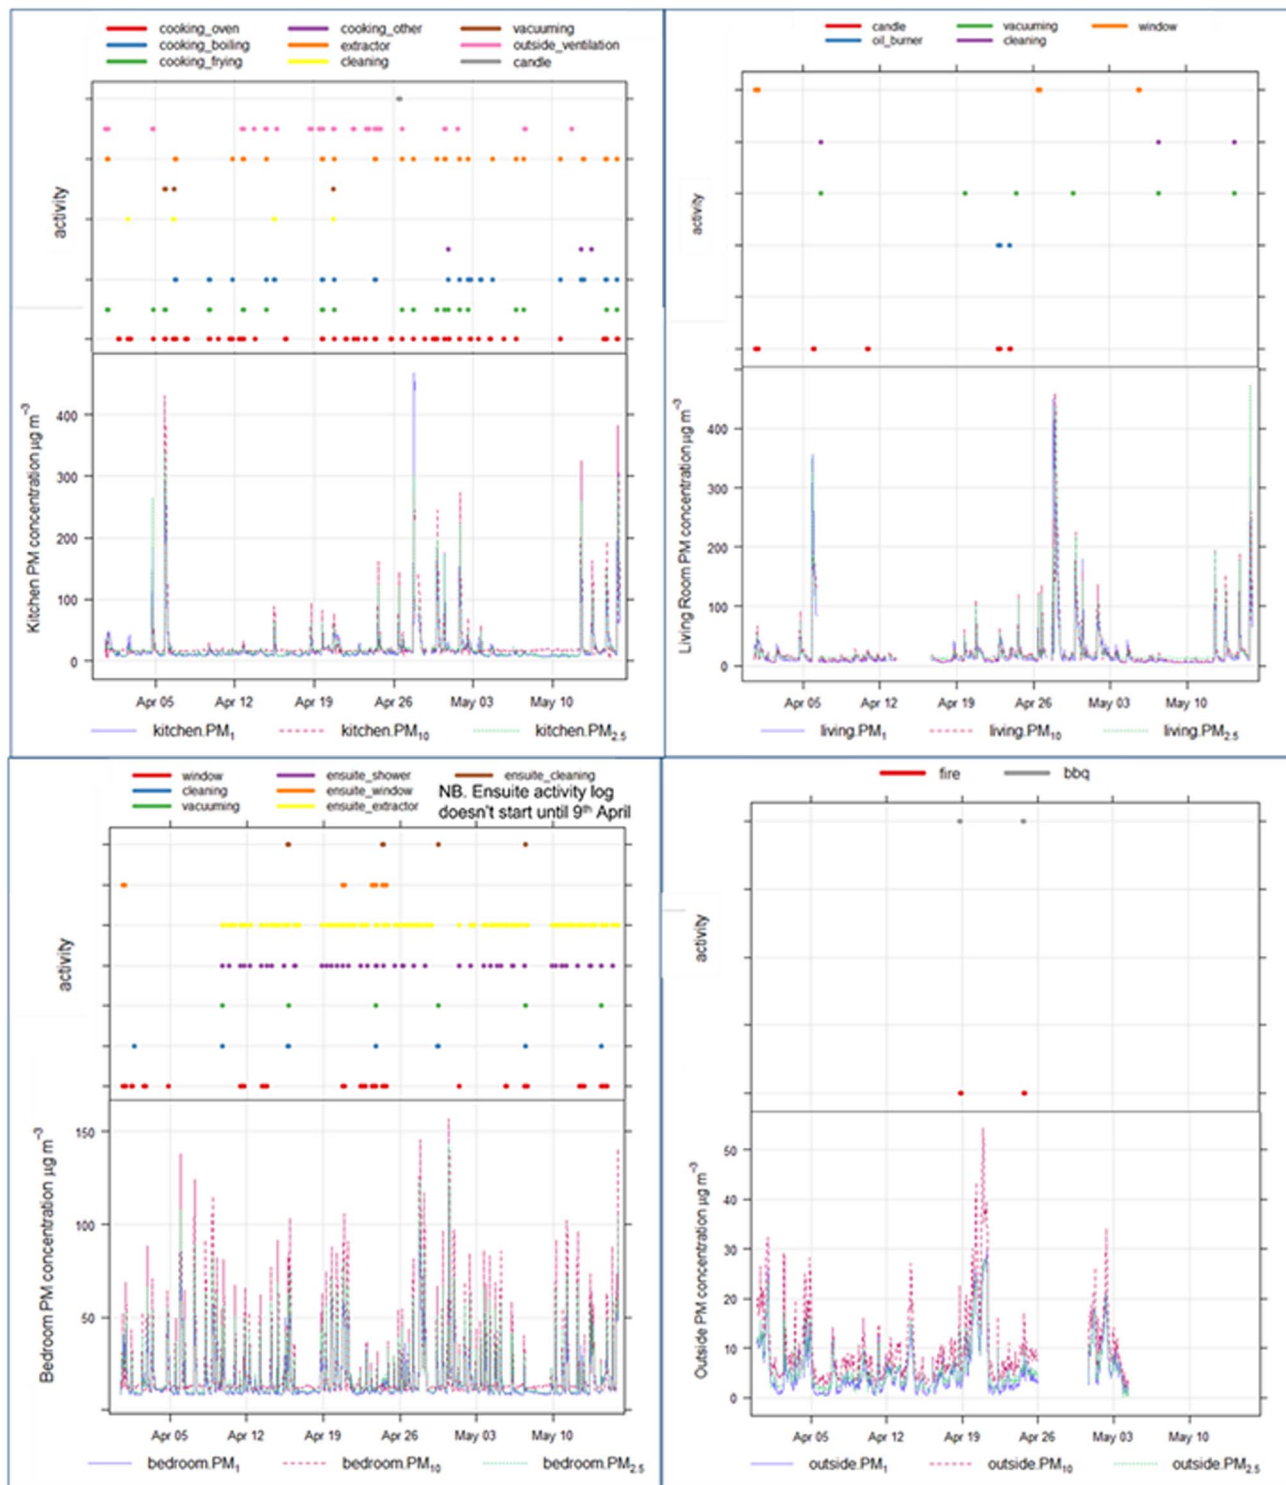 cooking_oven cooking_other vacuuming
cooking_boiling extractor outside_ventilation
cooking_frying cleaning candle
activity
400
300
200
100
0
Kitchen PM concentration μg m⁻³
Apr 05 Apr 12 Apr 19 Apr 26 May 03 May 10
kitchen.PM₁ kitchen.PM₁₀ kitchen.PM₂.₅
candle vacuuming window
oil_burner cleaning
activity
400
300
200
100
0
Living Room PM concentration μg m⁻³
Apr 05 Apr 12 Apr 19 Apr 26 May 03 May 10
living.PM₁ living.PM₁₀ living.PM₂.₅
window ensuite_shower ensuite_cleaning
cleaning ensuite_window
vacuuming ensuite_extractor
NB. Ensuite activity log
doesn't start until 9th April
activity
150
100
50
Bedroom PM concentration μg m⁻³
Apr 05 Apr 12 Apr 19 Apr 26 May 03 May 10
bedroom.PM₁ bedroom.PM₁₀ bedroom.PM₂.₅
fire bbq
activity
50
40
30
20
10
0
Outside PM concentration μg m⁻³
Apr 05 Apr 12 Apr 19 Apr 26 May 03 May 10
outside.PM₁ outside.PM₁₀ outside.PM₂.₅